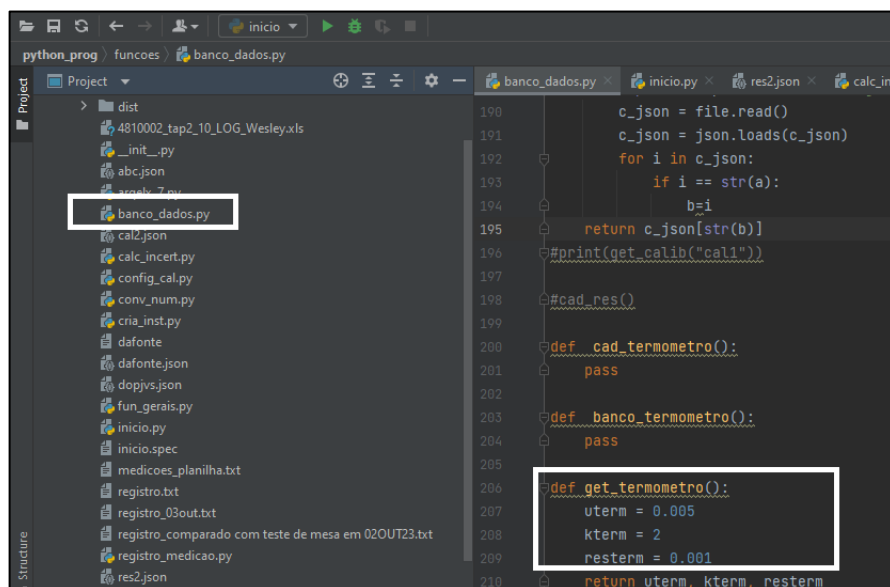 inicio
python_prog funcoes banco_dados.py
Project
Project
dist
4810002_tap2_10_LOG_Wesley.xls
__init__.py
abc.json
banco_dados.py
cal2.json
calc_incert.py
config_cal.py
conv_num.py
cria_inst.py
dafonte
dafonte.json
dopjvs.json
fun_gerais.py
inicio.py
inicio.spec
medicoes_planilha.txt
registro.txt
registro_03out.txt
registro_comparado com teste de mesa em 02OUT23.txt
registro_medicao.py
res2.json
Structure
banco_dados.py inicio.py res2.json calc_in
190 c_json = file.read()
191 c_json = json.loads(c_json)
192 for i in c_json:
193 if i == str(a):
194 b=i
195 return c_json[str(b)]
196 #print(get_calib("cal1"))
197
198 #cad_res()
199
200 def cad_termometro():
201 pass
202
203 def banco_termometro():
204 pass
205
206 def get_termometro():
207 uterm = 0.005
208 kterm = 2
209 resterm = 0.001
210 return uterm, kterm, resterm